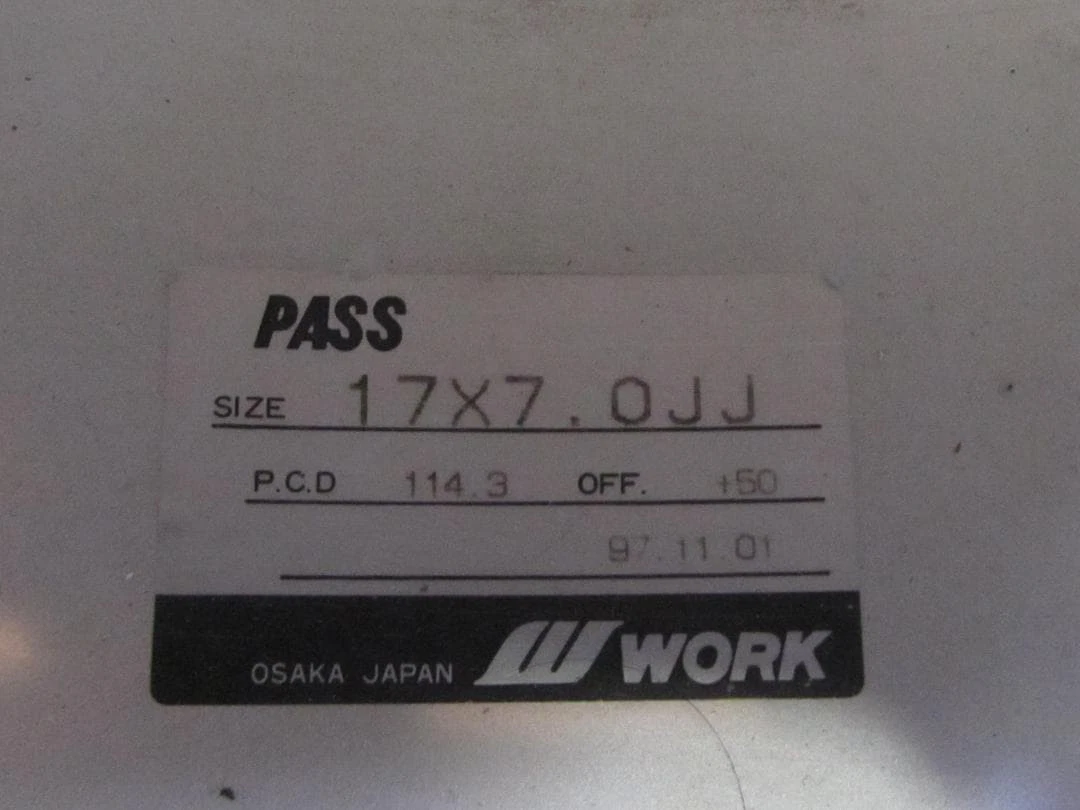 PASS
SIZE 17X7.0JJ
P.C.D 114.3 OFF. +50
97.11.01
OSAKA JAPAN W WORK